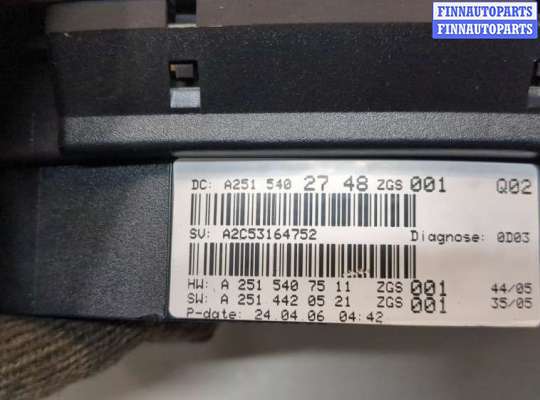 FINNAUTOPARTS
FINNAUTOPARTS
DC: A251 540 27 48 ZGS 001 Q02
SV: A2C53164752 Diagnose: 0D03
HW: A 251 540 75 11 ZGS 001 44/05
SW: A 251 442 05 21 ZGS 001 35/05
P-date: 24 04 06 04:42